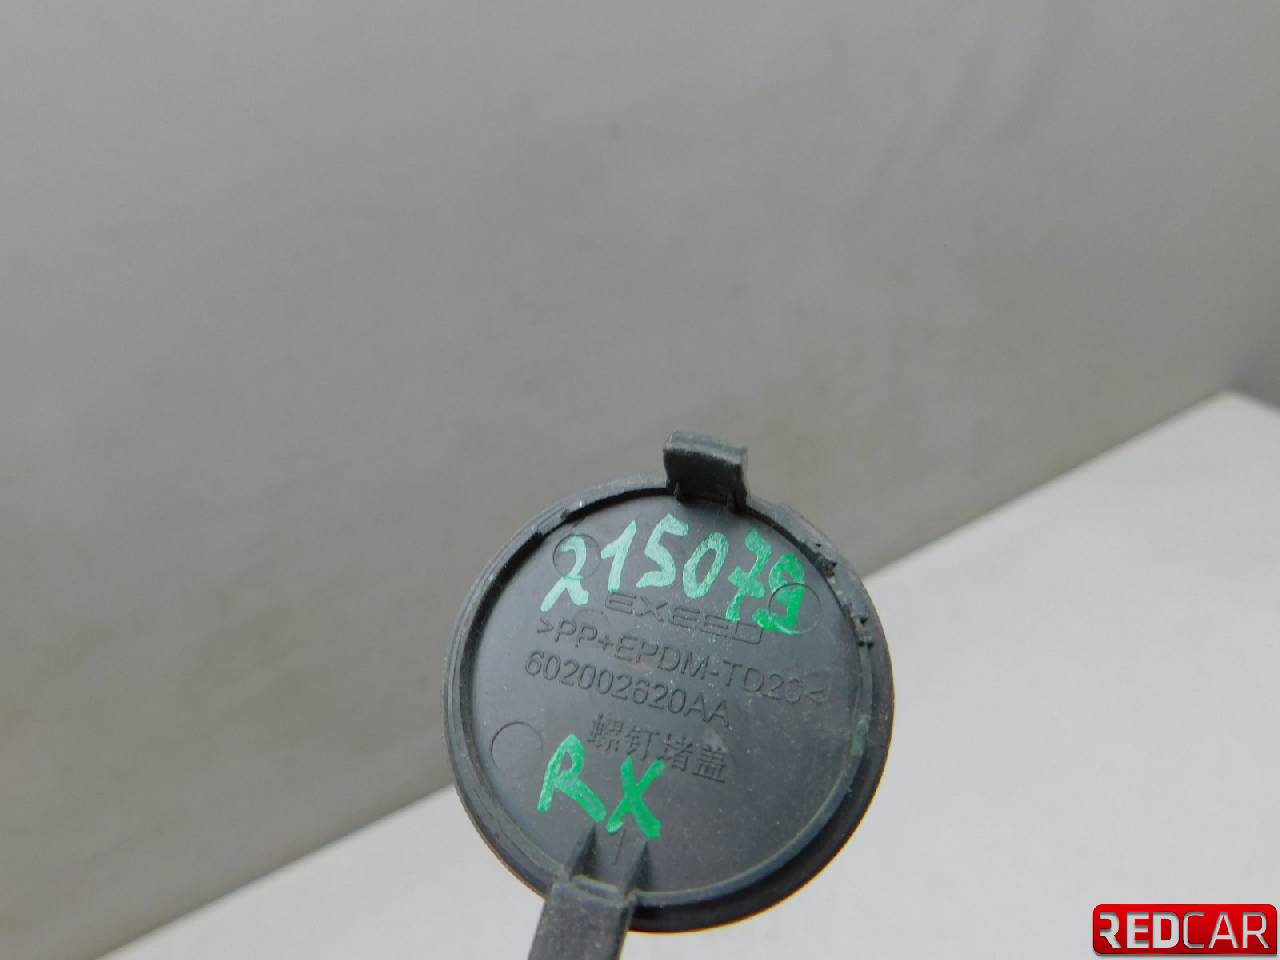 215079
EXEED
>PP+EPDM-TD20<
602002620AA
螺钉堵盖
RX
REDCAR